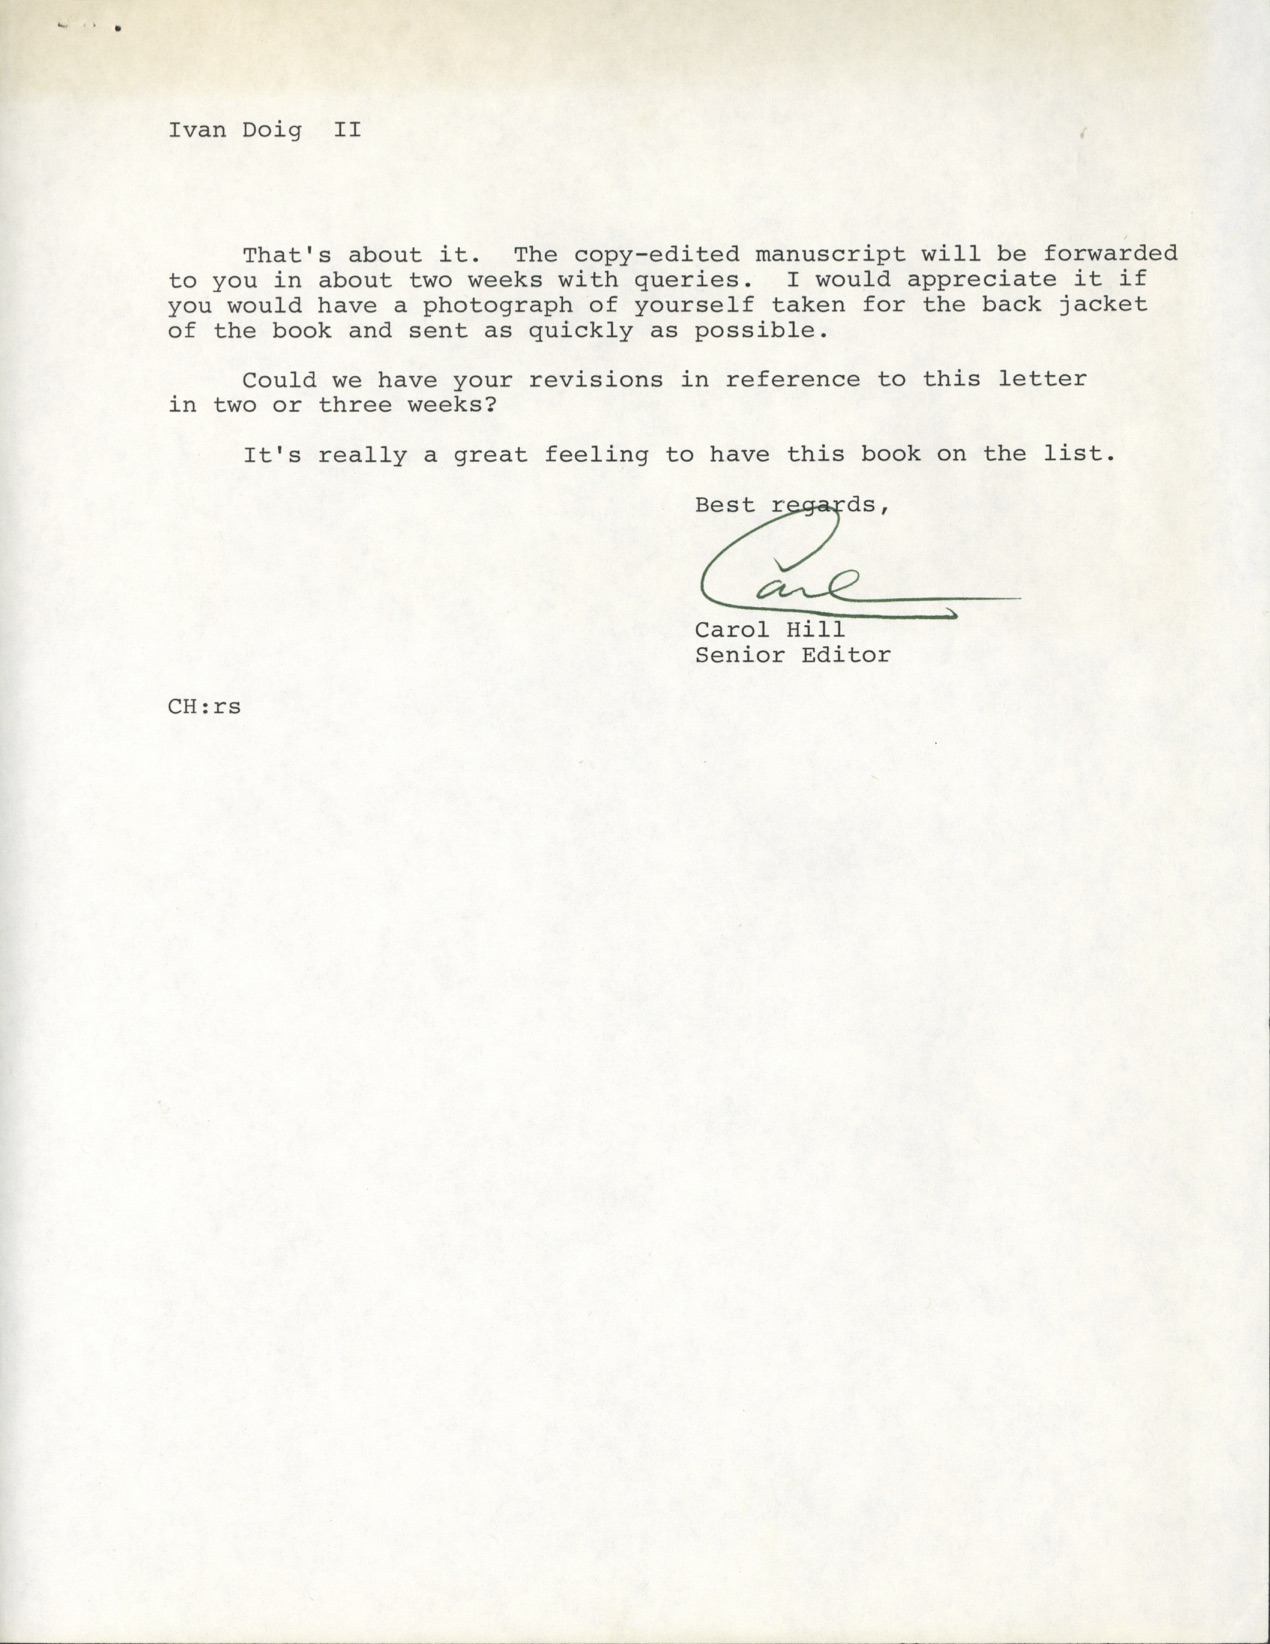 Ivan Doig  II
That's about it.  The copy-edited manuscript will be forwarded
to you in about two weeks with queries.  I would appreciate it if
you would have a photograph of yourself taken for the back jacket
of the book and sent as quickly as possible.
Could we have your revisions in reference to this letter
in two or three weeks?
It's really a great feeling to have this book on the list.
Best regards,
Carol
Carol Hill
Senior Editor
CH:rs